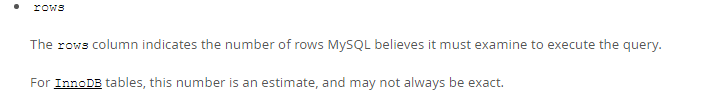 rows
The rows column indicates the number of rows MySQL believes it must examine to execute the query.
For InnoDB tables, this number is an estimate, and may not always be exact.